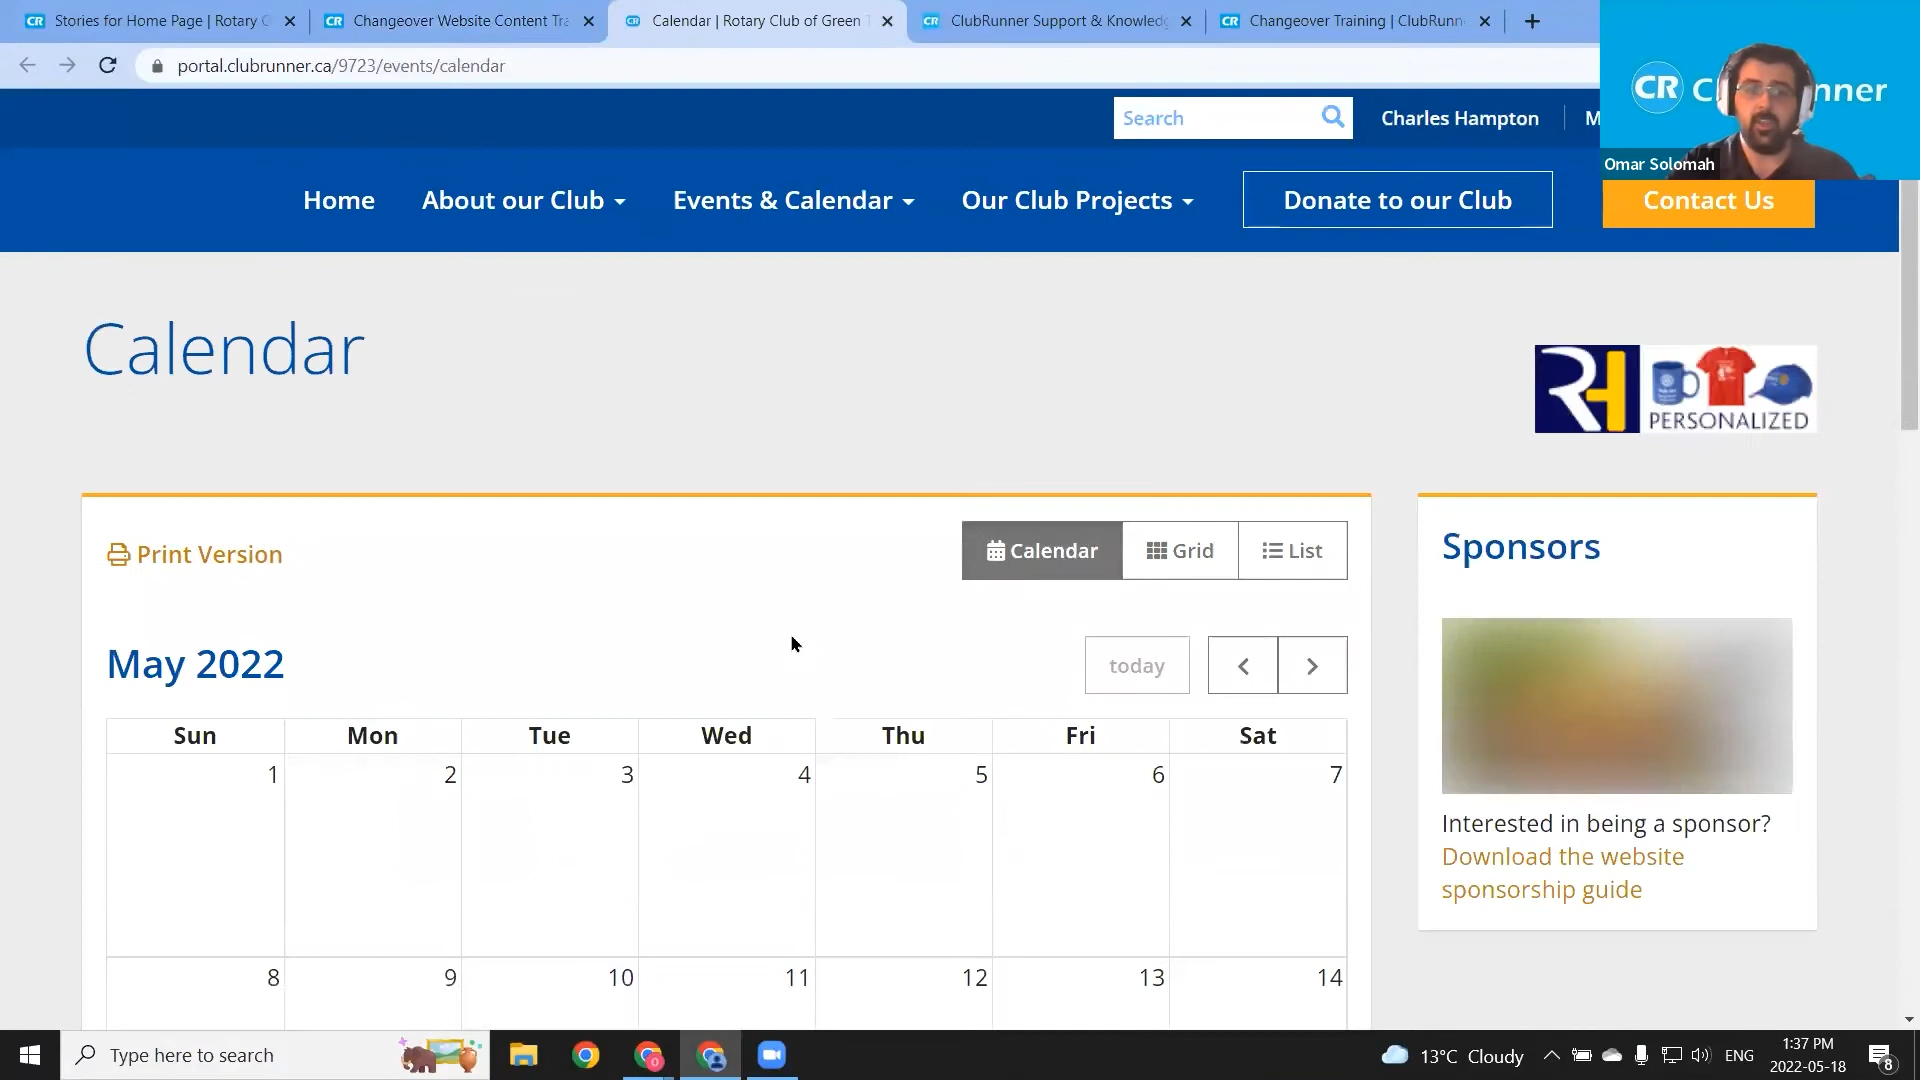 Stories for Home Page | Rotary C
Changeover Website Content Tra
Calendar | Rotary Club of Green T
ClubRunner Support & Knowledg
Changeover Training | ClubRunn
portal.clubrunner.ca/9723/events/calendar
Search
Charles Hampton
M
CR C nner
Omar Solomah
Home
About our Club
Events & Calendar
Our Club Projects
Donate to our Club
Contact Us
Calendar
RH
PERSONALIZED
Print Version
Calendar
Grid
List
Sponsors
May 2022
today
Sun Mon Tue Wed Thu Fri Sat
1 2 3 4 5 6 7
8 9 10 11 12 13 14
Interested in being a sponsor?
Download the website
sponsorship guide
Type here to search
13°C Cloudy
ENG
1:37 PM
2022-05-18
8